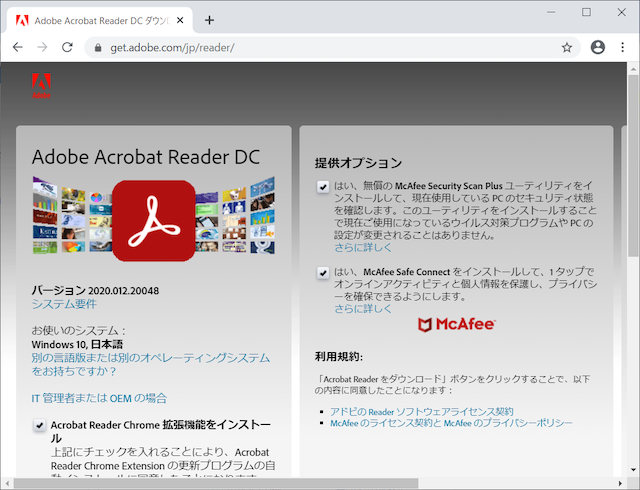 Adobe Acrobat Reader DC ダウン
get.adobe.com/jp/reader/
Adobe
Adobe Acrobat Reader DC
バージョン 2020.012.20048
システム要件
お使いのシステム：
Windows 10, 日本語
別の言語版または別のオペレーティングシステム
をお持ちですか？
IT 管理者または OEM の場合
Acrobat Reader Chrome 拡張機能をインストー
ル
上記にチェックを入れることにより、Acrobat
Reader Chrome Extension の更新プログラムの自
動インストールに同意したことになります
提供オプション
はい、無償の McAfee Security Scan Plus ユーティリティをイ
ンストールして、現在使用している PC のセキュリティ状態
を確認します。このユーティリティをインストールすること
で現在ご使用になっているウイルス対策プログラムや PC の
設定が変更されることはありません。
さらに詳しく
はい、McAfee Safe Connect をインストールして、1 タップで
オンラインアクティビティと個人情報を保護し、プライバシ
ーを確保できるようにします。
さらに詳しく
McAfee
利用規約:
「Acrobat Reader をダウンロード」ボタンをクリックすることで、以下
の内容に同意したことになります：
アドビの Reader ソフトウェアライセンス契約
McAfee のライセンス契約と McAfee のプライバシーポリシー